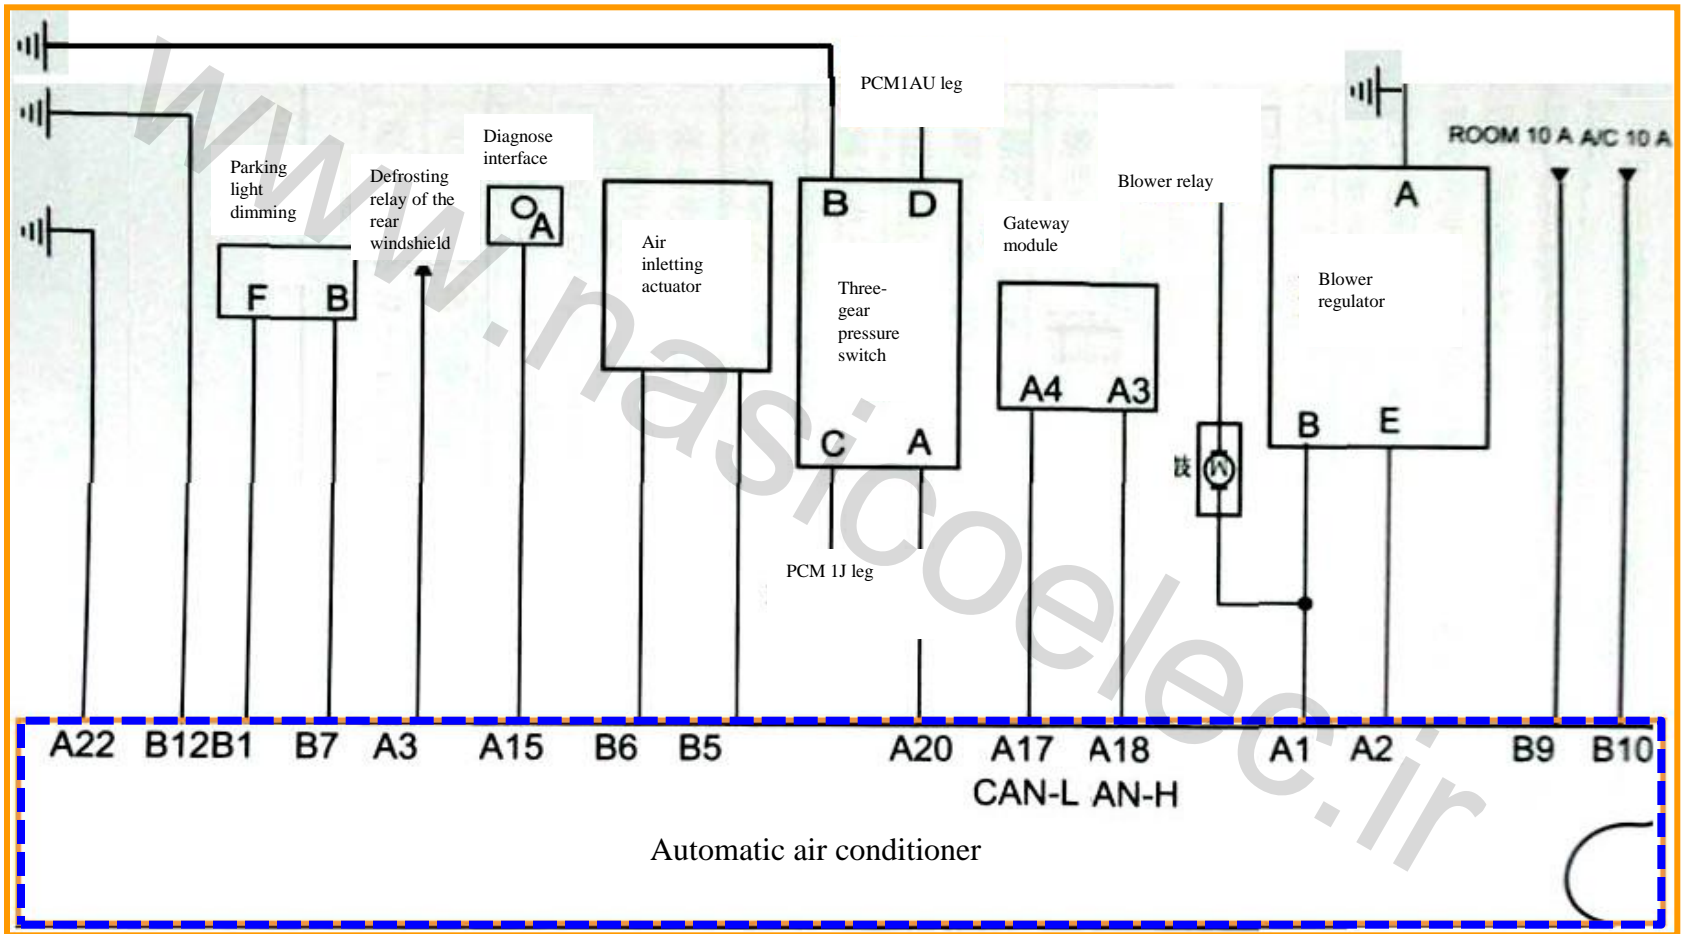 PCM1AU leg
ROOM 10 A A/C 10 A
Diagnose
interface
Parking
light
dimming
Defrosting
relay of the
rear
windshield
Blower relay
Gateway
module
A
B D
A
Air
inletting
actuator
Three-
gear
pressure
switch
Blower
regulator
F B
A4 A3
B E
C A
M
PCM 1J leg
A22 B12 B1 B7 A3 A15 B6 B5 A20 A17 A18 A1 A2 B9 B10
CAN-L AN-H
Automatic air conditioner
www.nasicoelec.ir